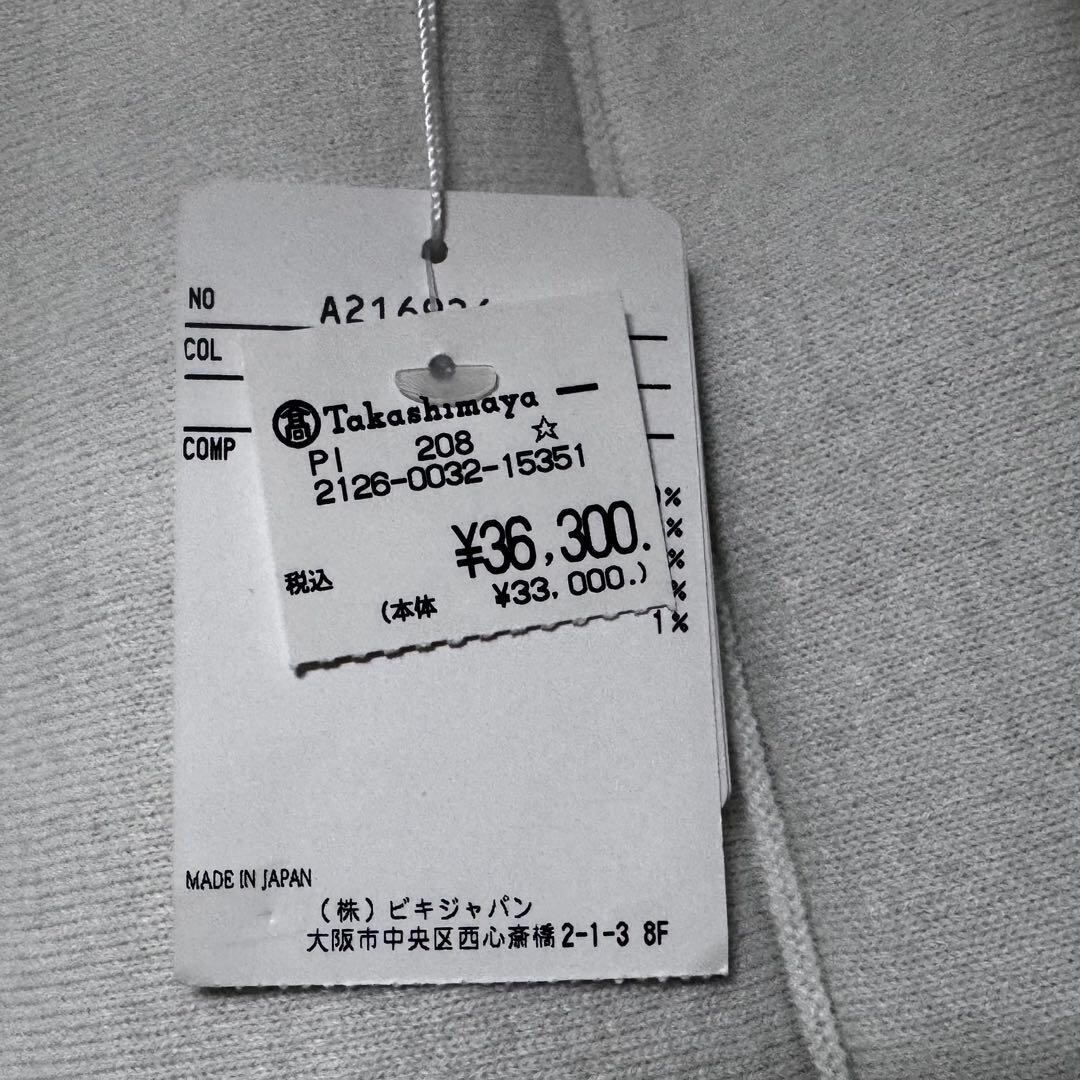 NO
COL
COMP
髙 Takashimaya
PI 208 ☆
2126-0032-15351
¥36,300.
税込
(本体 ¥33,000.)
%
%
%
%
1%
MADE IN JAPAN
(株)ビキジャパン
大阪市中央区西心斎橋2-1-3 8F